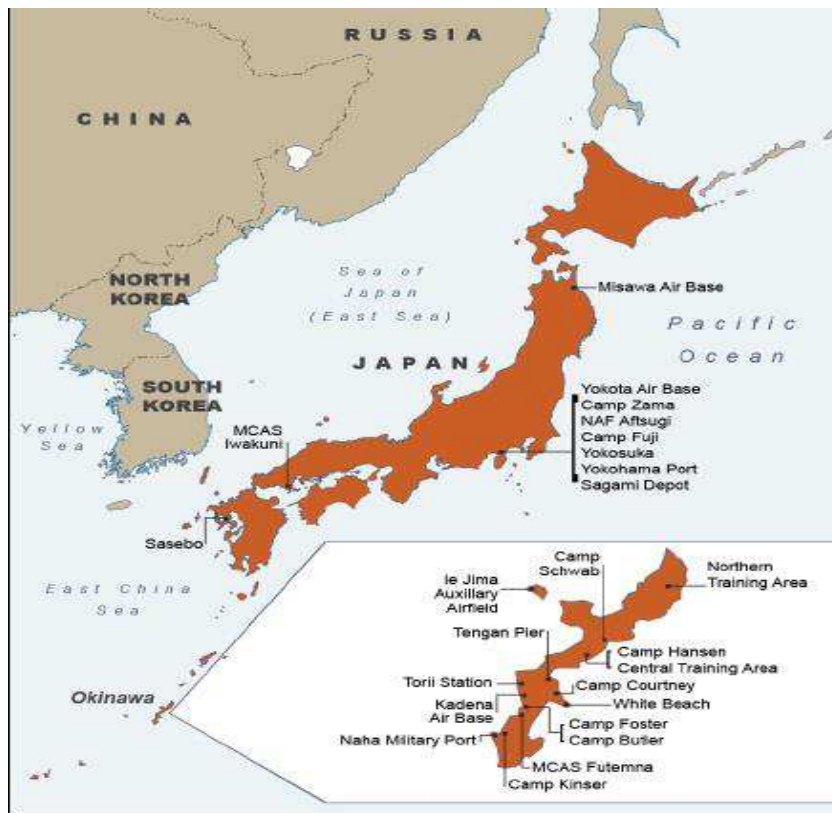 RUSSIA
CHINA
NORTH
KOREA
Sea of
Japan
(East Sea)
Misawa Air Base
Pacific
Ocean
JAPAN
SOUTH
KOREA
Yellow
Sea
MCAS
Iwakuni
Yokota Air Base
Camp Zama
NAF Aftsugi
Camp Fuji
Yokosuka
Yokohama Port
Sagami Depot
Sasebo
East China
Sea
Okinawa
Camp
Schwab
Northern
Training Area
Ie Jima
Auxillary
Airfield
Tengan Pier
Camp Hansen
Central Training Area
Torii Station
Camp Courtney
Kadena
Air Base
White Beach
Naha Military Port
Camp Foster
Camp Butler
MCAS Futemna
Camp Kinser